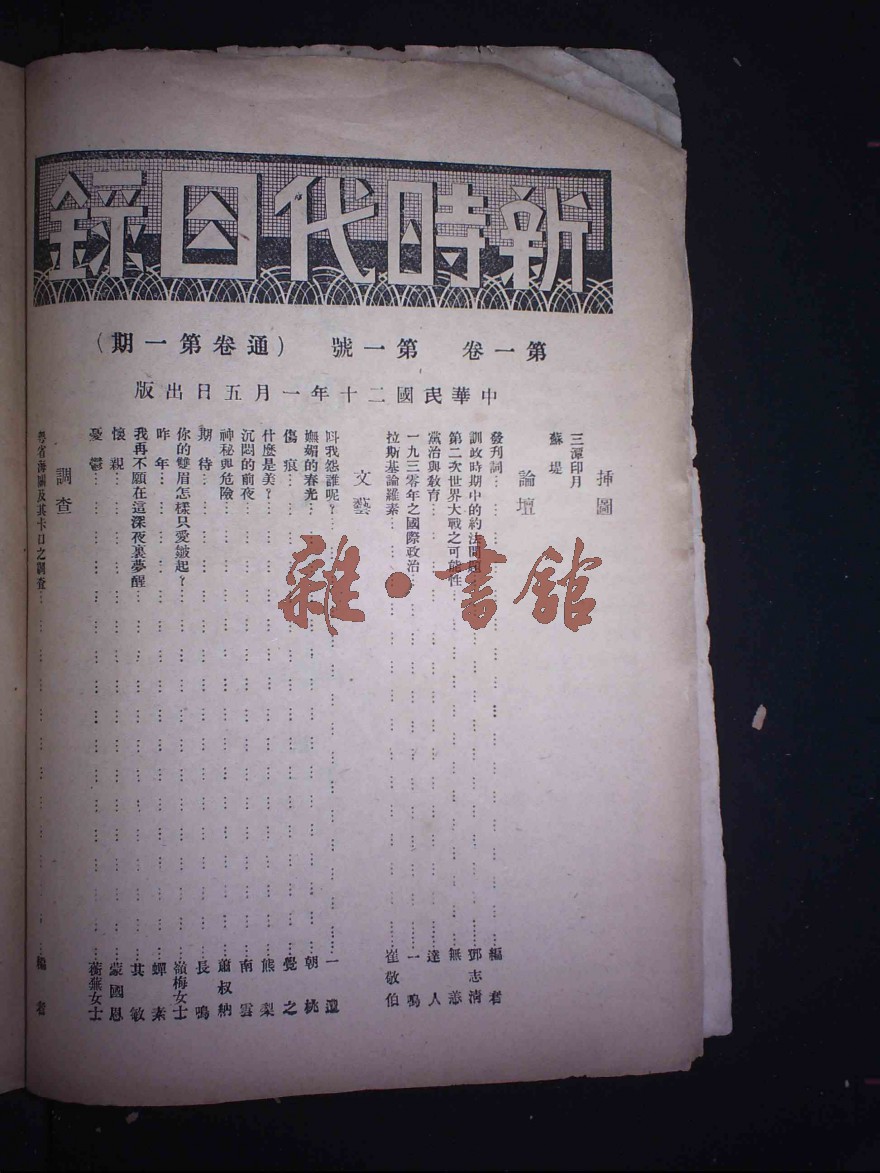 新時代目錄
第一卷 第一號 (通卷第一期)
中華民國二十年一月五日出版
挿圖
三潭印月
蘇堤
論壇
發刊詞 編者
訓政時期中的約法問題 鄧志清
第二次世界大戰之可能性 無恙
黨治與敎育 達人
一九三零年之國際政治 一鳴
拉斯基論羅素 崔敬伯
文藝
叫我怨誰呢? 一遠
嫵媚的春光 朝桃
傷痕 覺之
什麼是美? 熊梨
沉悶的前夜 南雲
神秘與危險 蕭叔納
期待 長鳴
你的雙眉怎樣只愛皺起? 嶺梅女士
昨年 蟬素
我再不願在這深夜裏夢醒 其敏
懷親 蒙國恩
憂鬱 蘅蕪女士
調查
粵省海關及其卡口之調查 編者
雜·書館